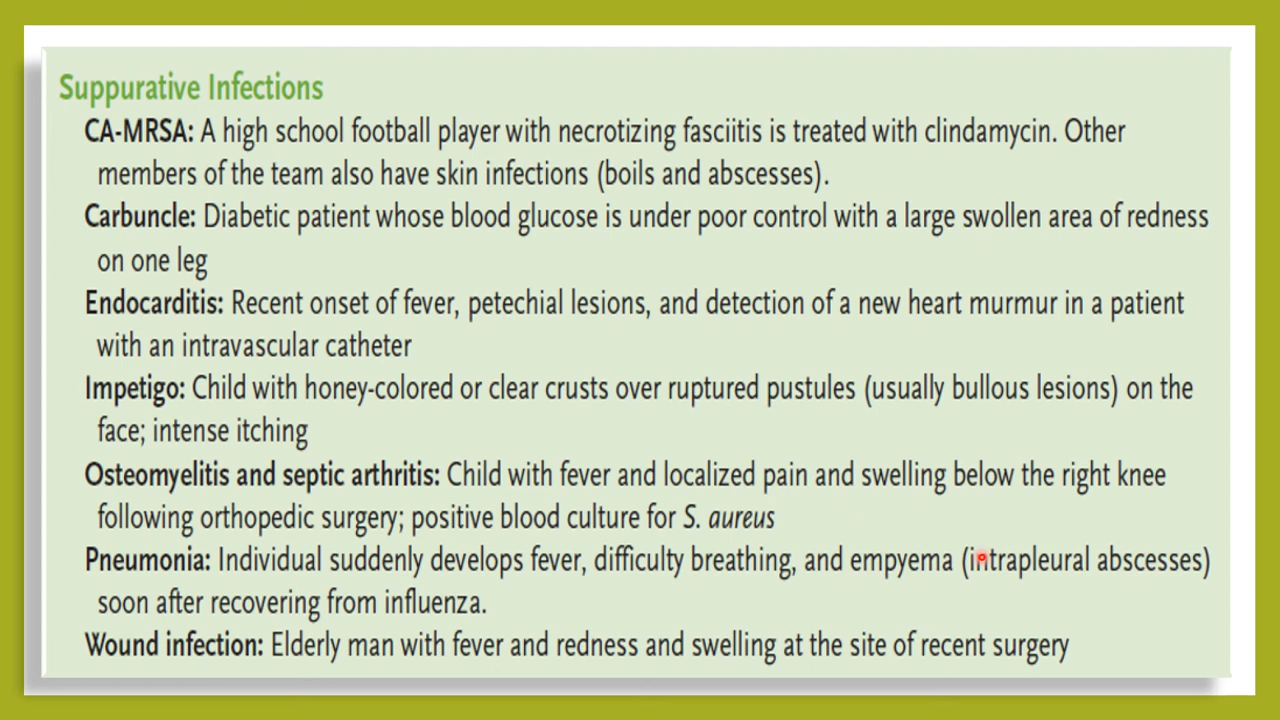 Suppurative Infections
CA-MRSA: A high school football player with necrotizing fasciitis is treated with clindamycin. Other
members of the team also have skin infections (boils and abscesses).
Carbuncle: Diabetic patient whose blood glucose is under poor control with a large swollen area of redness
on one leg
Endocarditis: Recent onset of fever, petechial lesions, and detection of a new heart murmur in a patient
with an intravascular catheter
Impetigo: Child with honey-colored or clear crusts over ruptured pustules (usually bullous lesions) on the
face; intense itching
Osteomyelitis and septic arthritis: Child with fever and localized pain and swelling below the right knee
following orthopedic surgery; positive blood culture for S. aureus
Pneumonia: Individual suddenly develops fever, difficulty breathing, and empyema (intrapleural abscesses)
soon after recovering from influenza.
Wound infection: Elderly man with fever and redness and swelling at the site of recent surgery